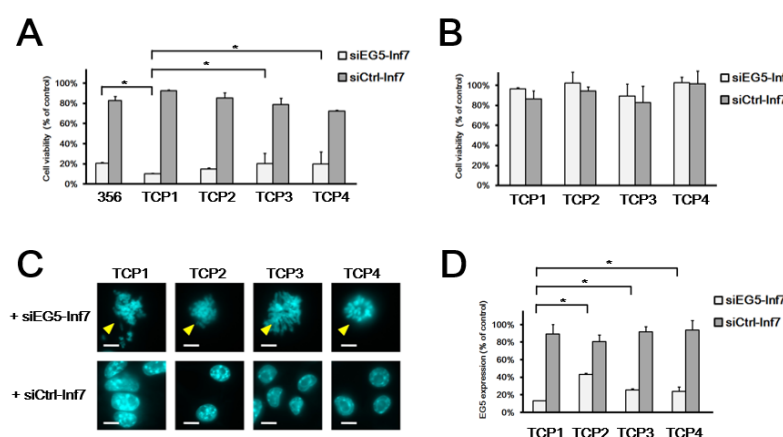 A
siEG5-Inf7
siCtrl-Inf7
*
*
*
Cell viability (% of control)
100%
80%
60%
40%
20%
0%
356 TCP1 TCP2 TCP3 TCP4
B
siEG5-Inf7
siCtrl-Inf7
Cell viability (% of control)
100%
80%
60%
40%
20%
0%
TCP1 TCP2 TCP3 TCP4
C
TCP1 TCP2 TCP3 TCP4
+ siEG5-Inf7
+ siCtrl-Inf7
D
*
*
*
siEG5-Inf7
siCtrl-Inf7
EG5 expression (% of control)
100%
80%
60%
40%
20%
0%
TCP1 TCP2 TCP3 TCP4